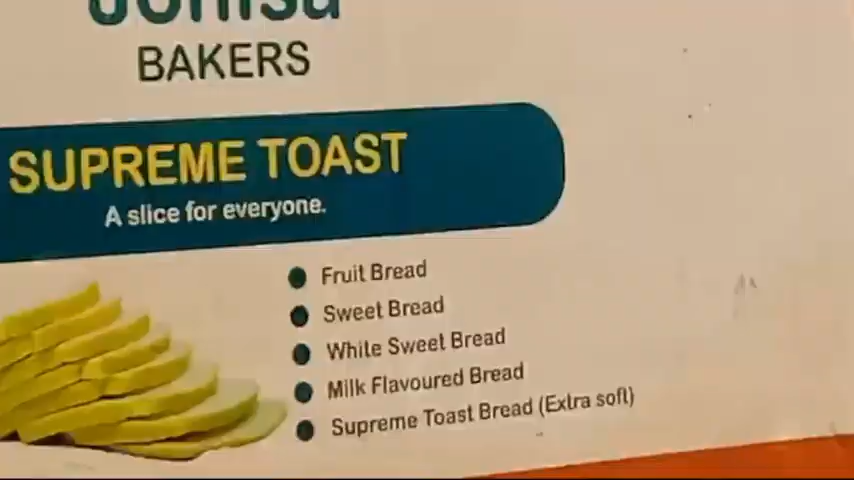 BAKERS
SUPREME TOAST
A slice for everyone.
Fruit Bread
Sweet Bread
White Sweet Bread
Milk Flavoured Bread
Supreme Toast Bread (Extra soft)